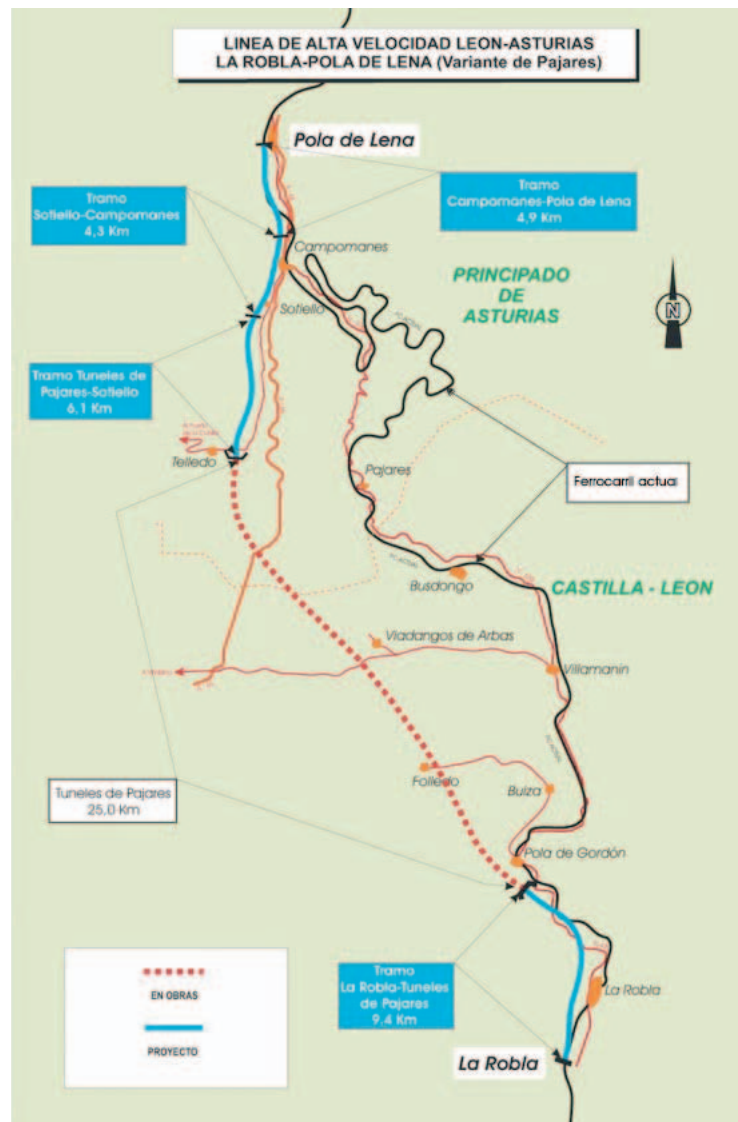 LINEA DE ALTA VELOCIDAD LEON-ASTURIAS
LA ROBLA-POLA DE LENA (Variante de Pajares)
Pola de Lena
Tramo
Sotiello-Campomanes
4,3 Km
Tramo
Campomanes-Pola de Lena
4,9 Km
Campomanes
PRINCIPADO
DE
ASTURIAS
N
Sotiello
Tramo Tuneles de
Pajares-Sotiello
6,1 Km
Telledo
Pajares
Ferrocarril actual
Busdongo
CASTILLA - LEON
Viadangos de Arbas
Villamanin
Folledo
Buiza
Tuneles de Pajares
25,0 Km
Pola de Gordón
EN OBRAS
PROYECTO
Tramo
La Robla-Tuneles
de Pajares
9,4 Km
La Robla
La Robla